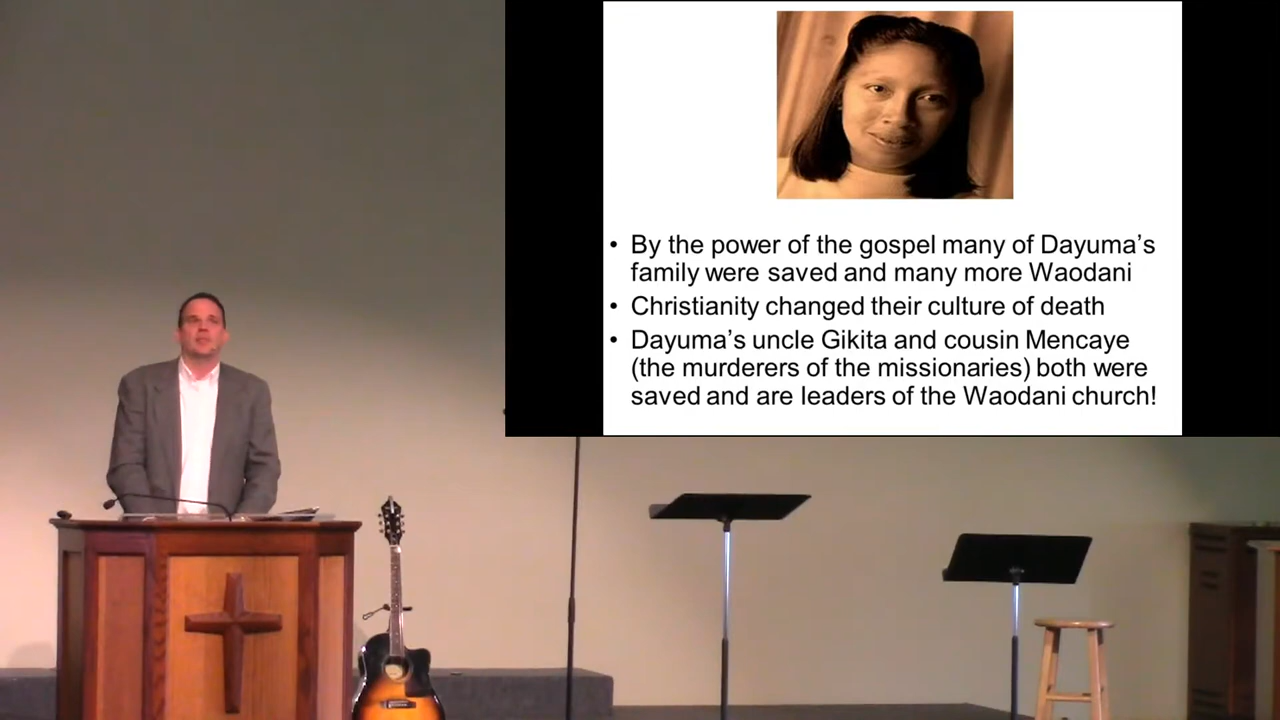 • By the power of the gospel many of Dayuma’s
family were saved and many more Waodani
• Christianity changed their culture of death
• Dayuma’s uncle Gikita and cousin Mencaye
(the murderers of the missionaries) both were
saved and are leaders of the Waodani church!